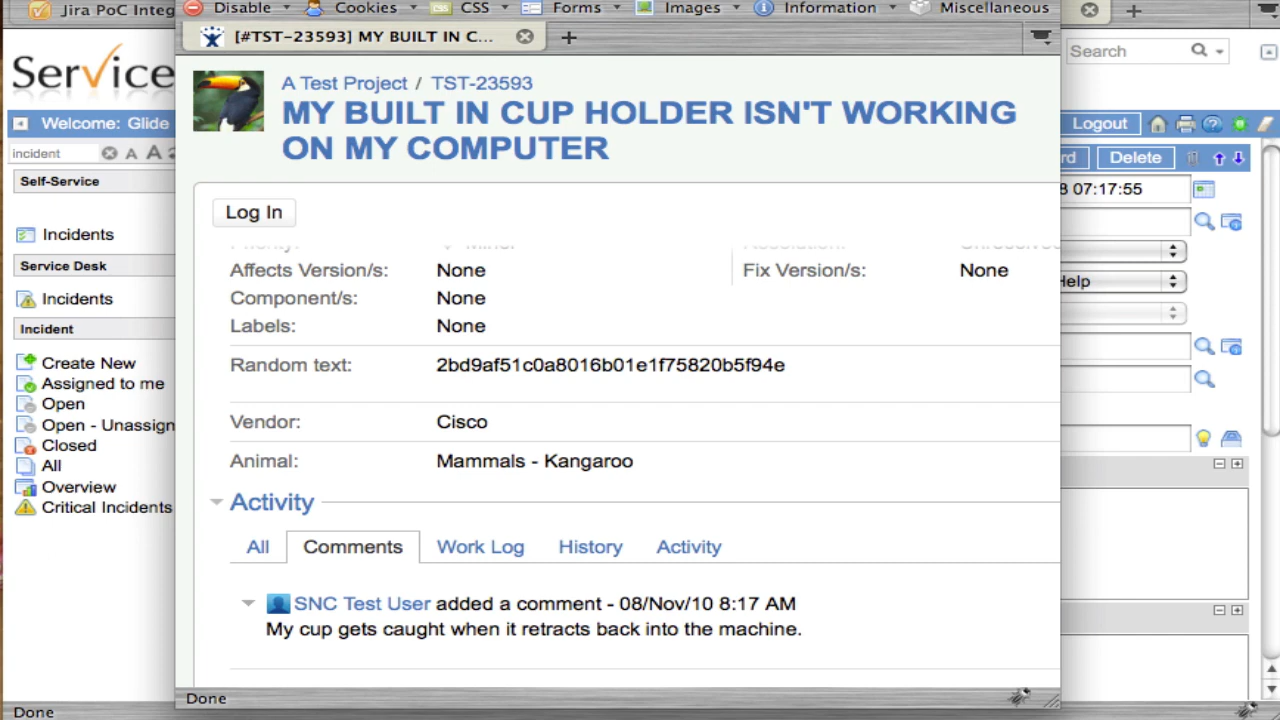 Jira PoC Integ
Disable Cookies CSS Forms Images Information Miscellaneous
[#TST-23593] MY BUILT IN C...
Service
Search
Welcome: Glide
Logout
incident
A A
Delete
Self-Service
Incidents
Service Desk
Incidents
Incident
Create New
Assigned to me
Open
Open - Unassign
Closed
All
Overview
Critical Incidents
Done
A Test Project / TST-23593
MY BUILT IN CUP HOLDER ISN'T WORKING
ON MY COMPUTER
Log In
Affects Version/s: None Fix Version/s: None
Component/s: None
Labels: None
Random text: 2bd9af51c0a8016b01e1f75820b5f94e
Vendor: Cisco
Animal: Mammals - Kangaroo
Activity
All Comments Work Log History Activity
SNC Test User added a comment - 08/Nov/10 8:17 AM
My cup gets caught when it retracts back into the machine.
Done
8 07:17:55
Help